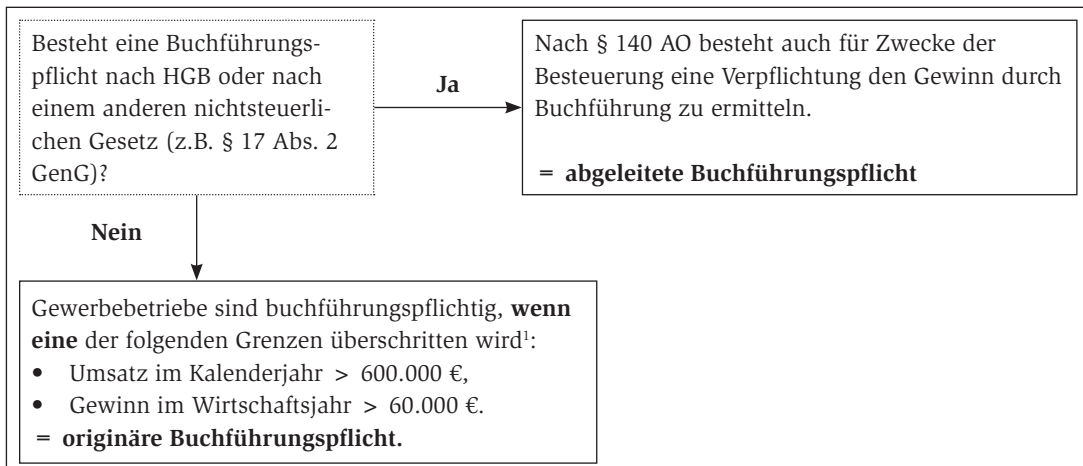 Besteht eine Buchführungs-
pflicht nach HGB oder nach
einem anderen nichtsteuerli-
chen Gesetz (z.B. § 17 Abs. 2
GenG)?
Ja
Nach § 140 AO besteht auch für Zwecke der
Besteuerung eine Verpflichtung den Gewinn durch
Buchführung zu ermitteln.
= abgeleitete Buchführungspflicht
Nein
Gewerbebetriebe sind buchführungspflichtig, wenn
eine der folgenden Grenzen überschritten wird¹:
• Umsatz im Kalenderjahr > 600.000 €,
• Gewinn im Wirtschaftsjahr > 60.000 €.
= originäre Buchführungspflicht.